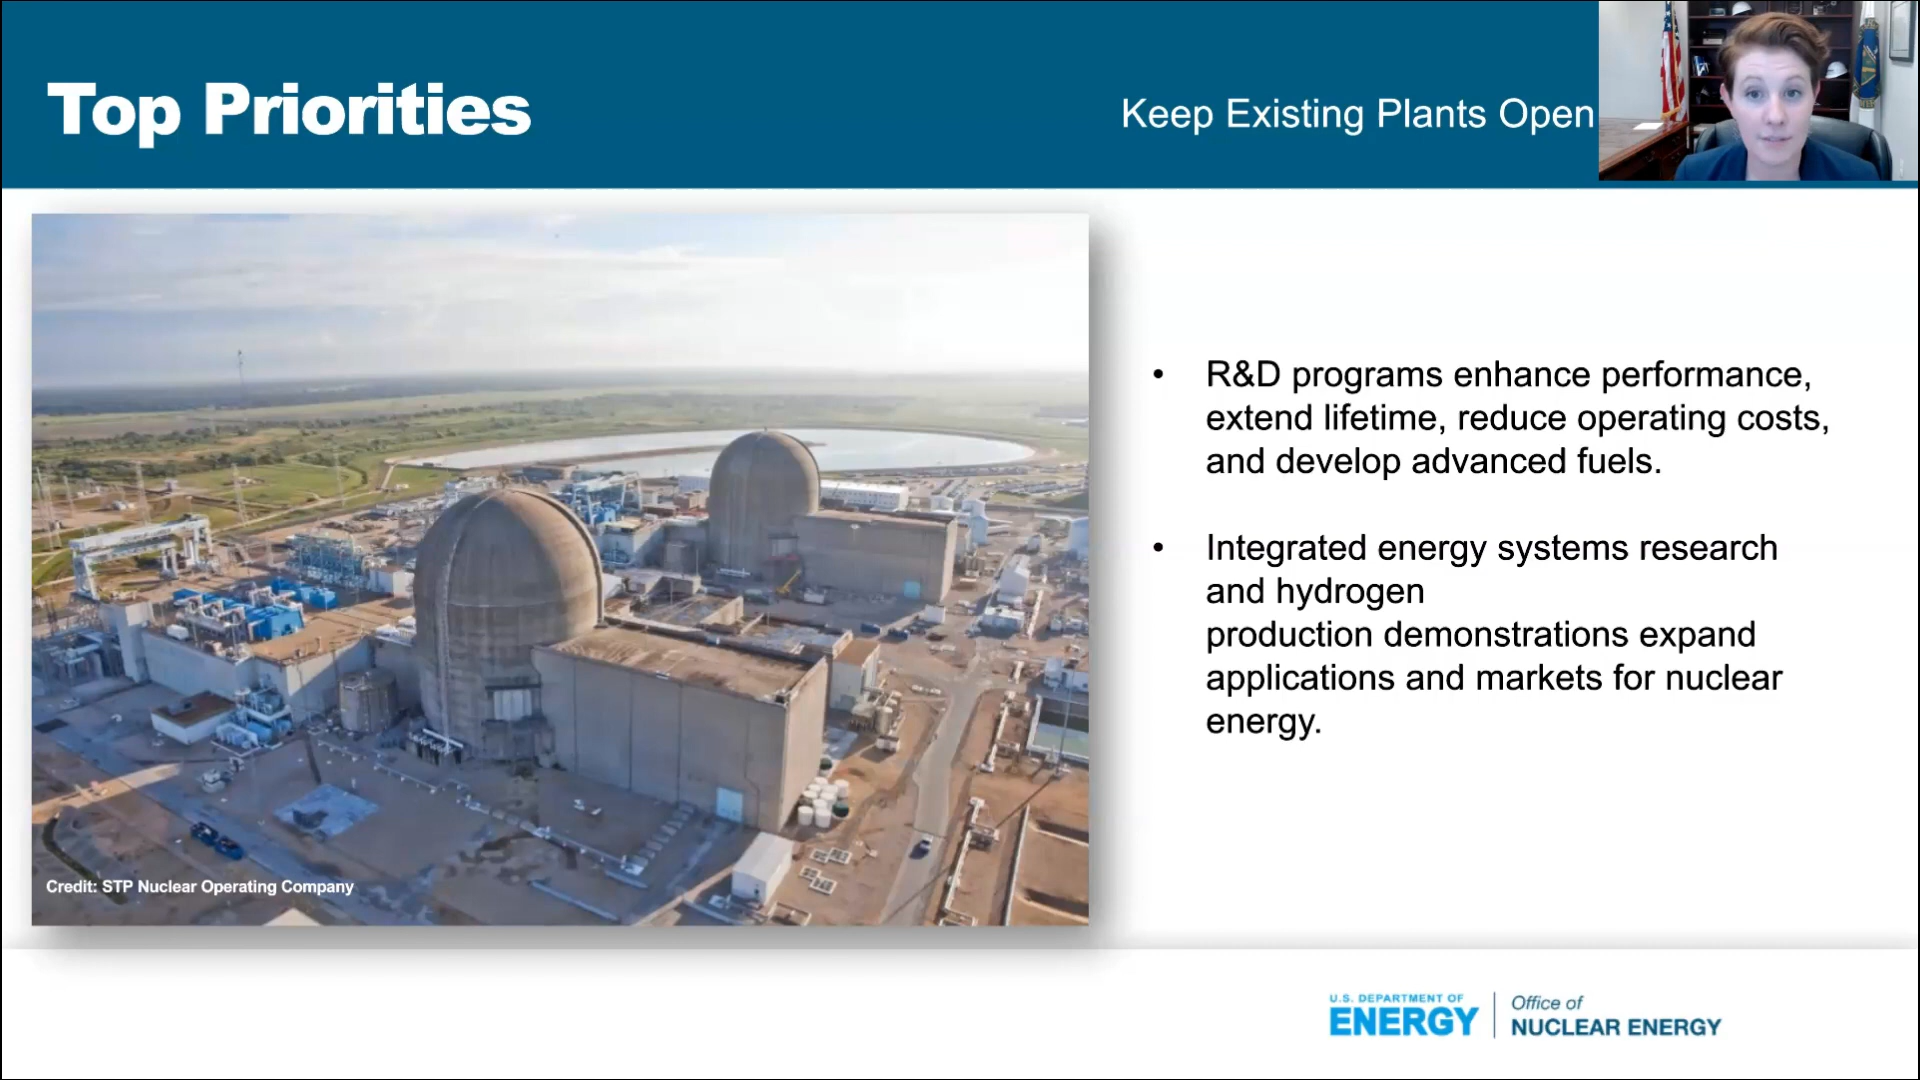 Top Priorities
Keep Existing Plants Open
• R&D programs enhance performance,
extend lifetime, reduce operating costs,
and develop advanced fuels.
• Integrated energy systems research
and hydrogen
production demonstrations expand
applications and markets for nuclear
energy.
Credit: STP Nuclear Operating Company
U.S. DEPARTMENT OF
ENERGY
Office of
NUCLEAR ENERGY